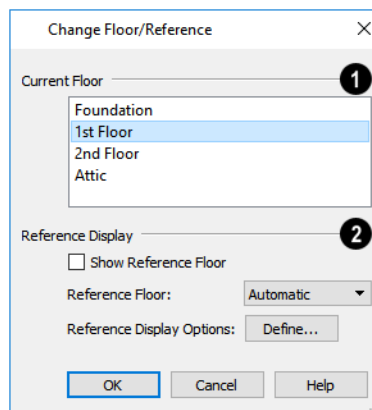 Change Floor/Reference
Current Floor 1
Foundation
1st Floor
2nd Floor
Attic
Reference Display 2
Show Reference Floor
Reference Floor: Automatic
Reference Display Options: Define...
OK Cancel Help